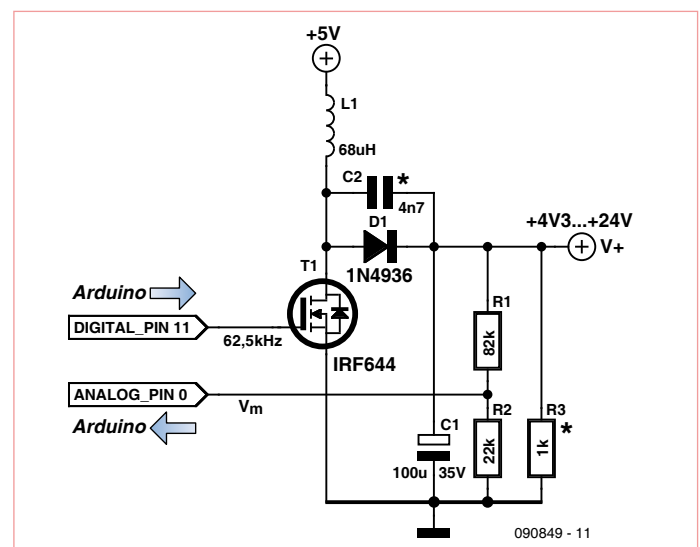 +5V
L1
68uH
C2
*
4n7
D1
1N4936
+4V3...+24V
V+
T1
Arduino
DIGITAL_PIN 11
62,5kHz
IRF644
R1
82k
ANALOG_PIN 0
Vm
Arduino
C1
100u 35V
R2
22k
R3
*
1k
090849 - 11